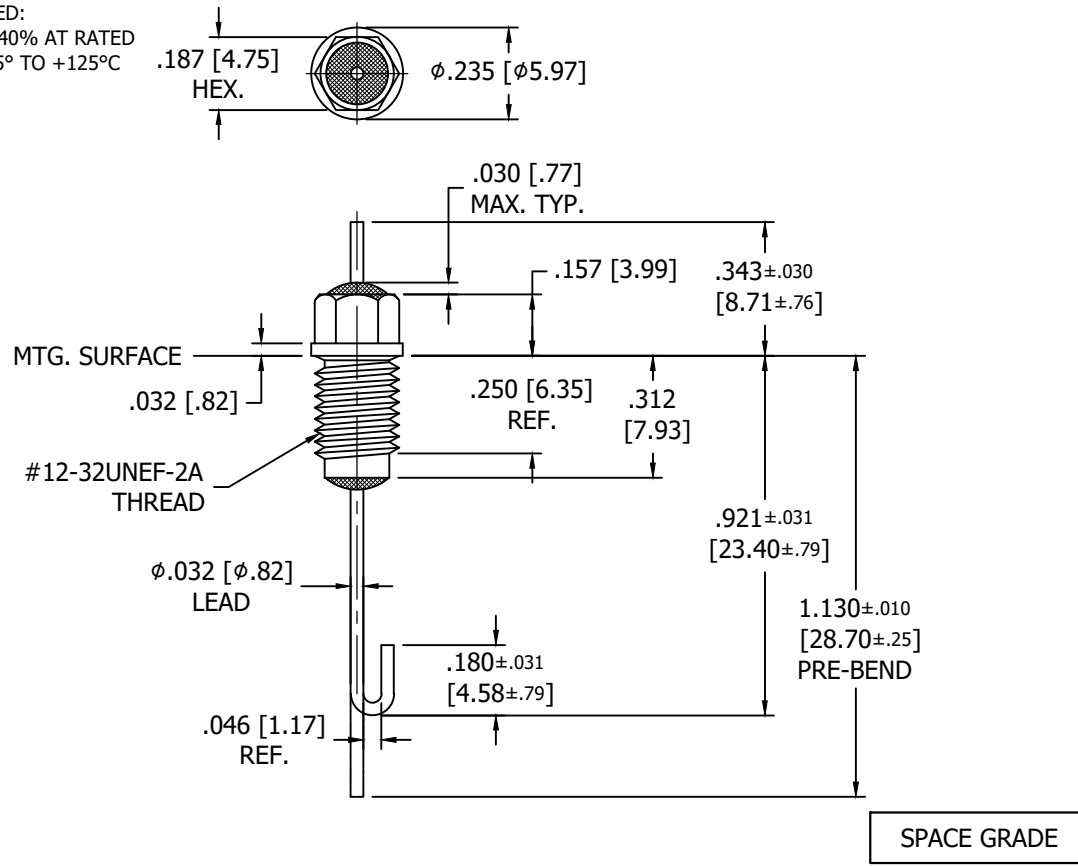 ED:
40% AT RATED
5° TO +125°C
.187 [4.75]
HEX.
ϕ.235 [ϕ5.97]
.030 [.77]
MAX. TYP.
.157 [3.99]
.343±.030
[8.71±.76]
MTG. SURFACE
.032 [.82]
.250 [6.35]
REF.
.312
[7.93]
#12-32UNEF-2A
THREAD
.921±.031
[23.40±.79]
ϕ.032 [ϕ.82]
LEAD
1.130±.010
[28.70±.25]
PRE-BEND
.180±.031
[4.58±.79]
.046 [1.17]
REF.
SPACE GRADE